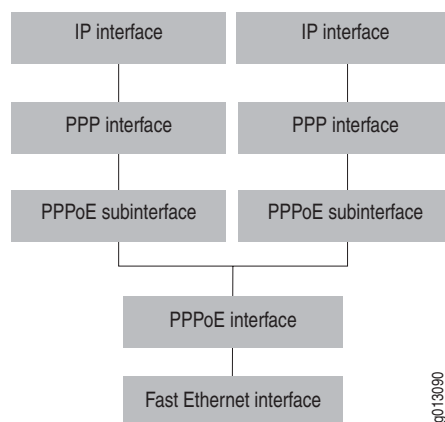 IP interface
IP interface
PPP interface
PPP interface
PPPoE subinterface
PPPoE subinterface
PPPoE interface
Fast Ethernet interface
g013090